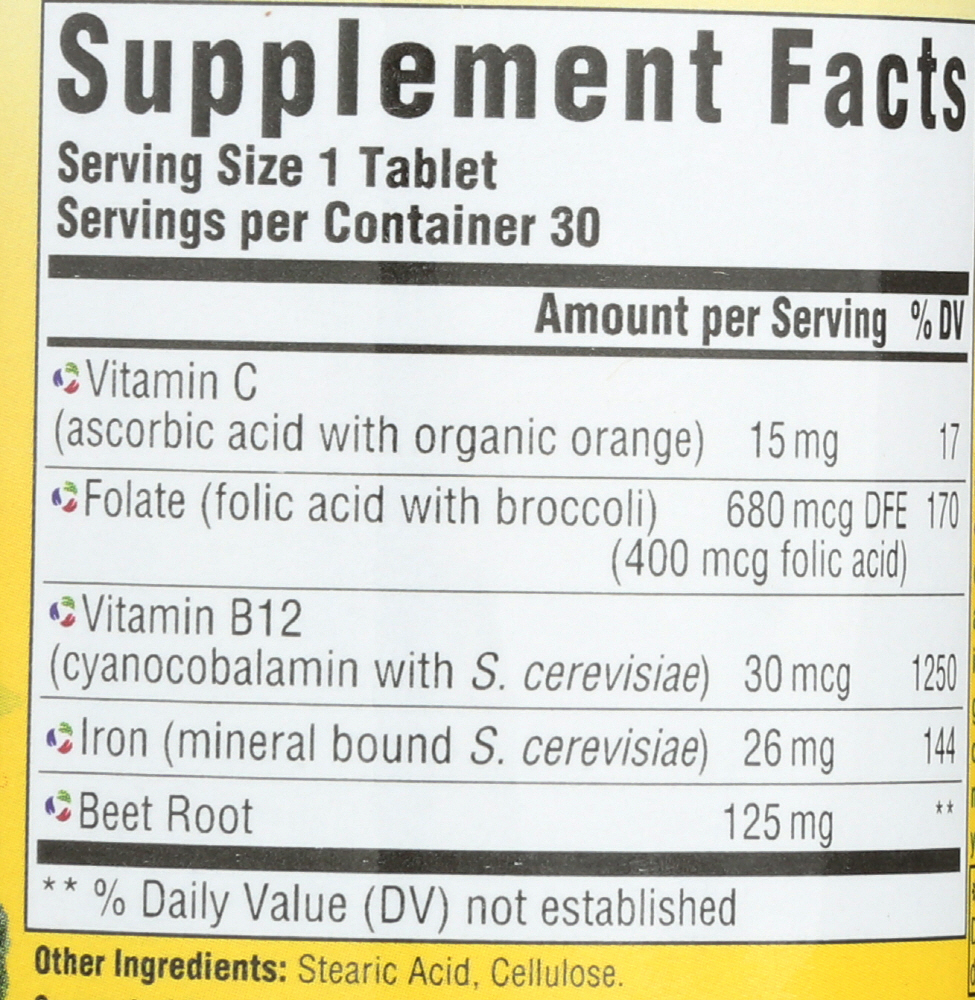 Supplement Facts
Serving Size 1 Tablet
Servings per Container 30
Amount per Serving % DV
Vitamin C
(ascorbic acid with organic orange) 15 mg 17
Folate (folic acid with broccoli) 680 mcg DFE 170
(400 mcg folic acid)
Vitamin B12
(cyanocobalamin with S. cerevisiae) 30 mcg 1250
Iron (mineral bound S. cerevisiae) 26 mg 144
Beet Root 125 mg **
** % Daily Value (DV) not established
Other Ingredients: Stearic Acid, Cellulose.